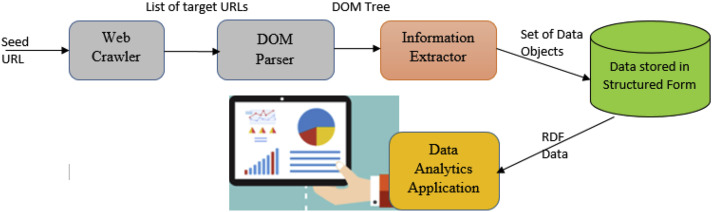 List of target URLs
DOM Tree
Seed
URL
Web
Crawler
DOM
Parser
Information
Extractor
Set of Data
Objects
Data stored in
Structured Form
RDF
Data
Data
Analytics
Application